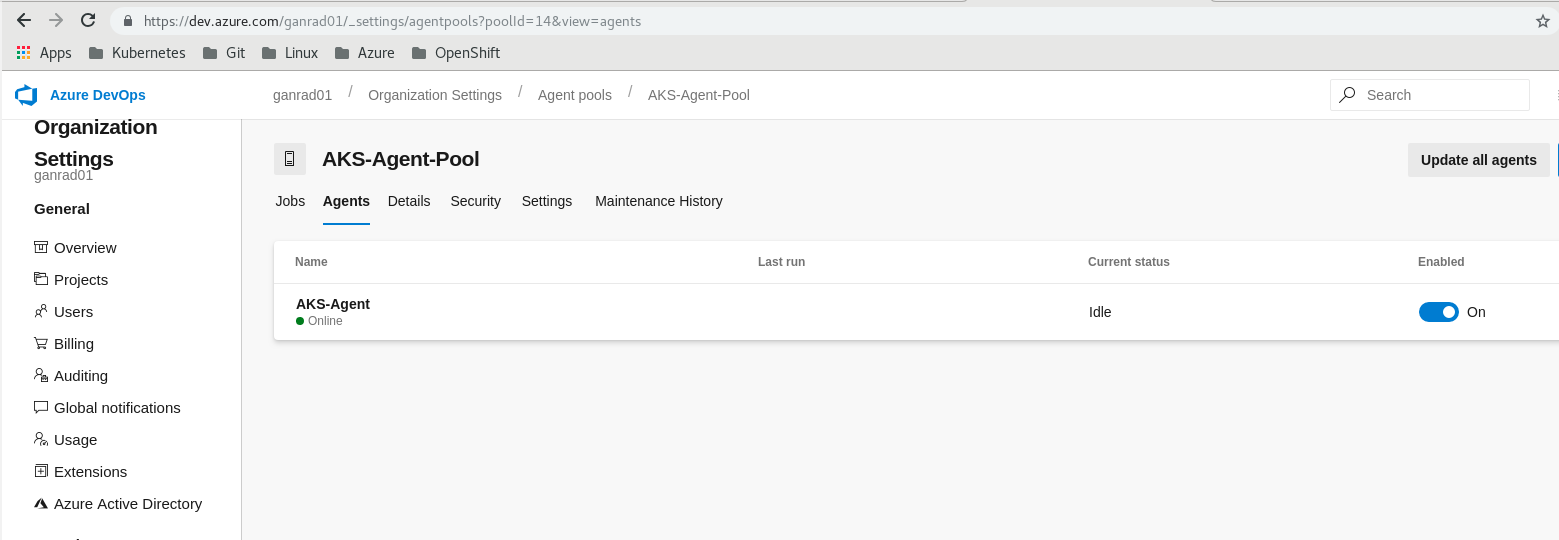 https://dev.azure.com/ganrad01/_settings/agentpools?poolId=14&view=agents
Apps Kubernetes Git Linux Azure OpenShift
Azure DevOps
ganrad01 / Organization Settings / Agent pools / AKS-Agent-Pool
Search
Organization
Settings
ganrad01
General
Overview
Projects
Users
Billing
Auditing
Global notifications
Usage
Extensions
Azure Active Directory
AKS-Agent-Pool
Update all agents
Jobs Agents Details Security Settings Maintenance History
Name Last run Current status Enabled
AKS-Agent
Online
Idle
On